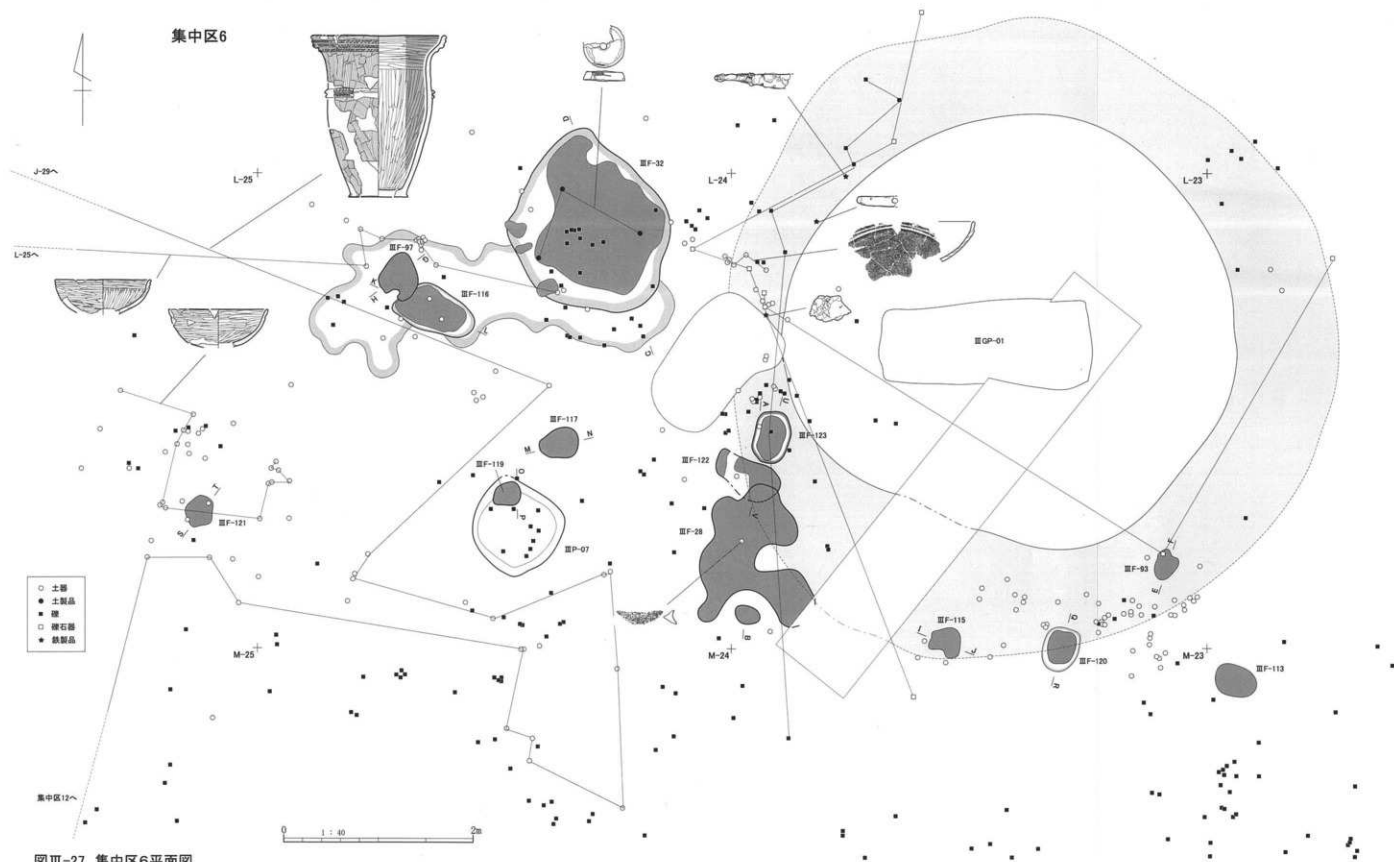 集中区6
J-29へ
L-25
L-24
L-23
L-25へ
ⅢF-32
D
C
ⅢF-97
G
K
H
ⅢF-116
L
ⅢGP-01
ⅢF-117
M
N
ⅢF-119
O
P
ⅢP-07
ⅢF-121
T
S
A
U
ⅢF-123
ⅢF-122
V
ⅢF-28
B
ⅢF-93
F
E
ⅢF-115
I
J
Q
ⅢF-120
R
ⅢF-113
M-25
M-24
M-23
○ 土器
● 土製品
■ 礫
□ 礫石器
★ 鉄製品
集中区12へ
0 1:40 2m
図Ⅲ-27 集中区6平面図